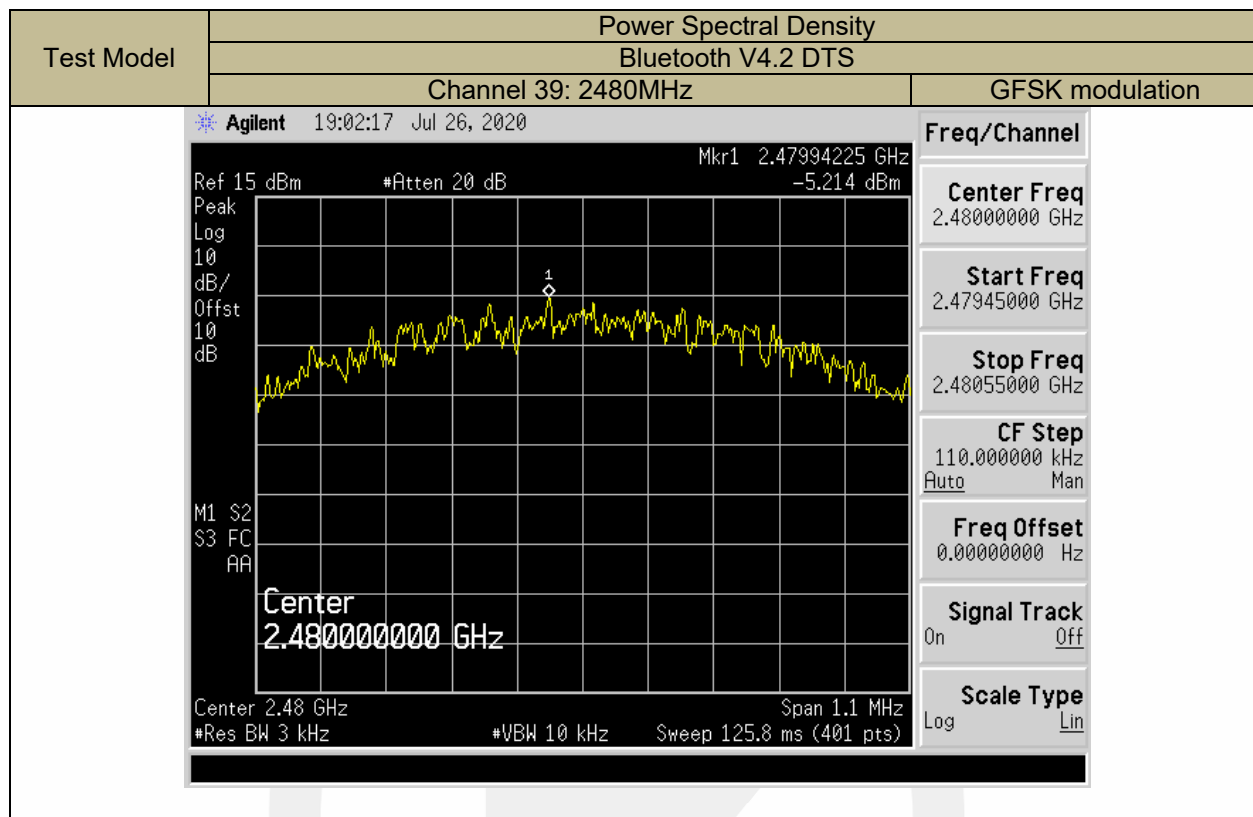 Test Model
Power Spectral Density
Bluetooth V4.2 DTS
Channel 39: 2480MHz GFSK modulation
Agilent 19:02:17 Jul 26, 2020
Mkr1 2.47994225 GHz
Ref 15 dBm #Atten 20 dB -5.214 dBm
Peak
Log
10
dB/
Offst
10
dB
1
M1 S2
S3 FC
AA
Center
2.480000000 GHz
Center 2.48 GHz Span 1.1 MHz
#Res BW 3 kHz #VBW 10 kHz Sweep 125.8 ms (401 pts)
Freq/Channel
Center Freq
2.48000000 GHz
Start Freq
2.47945000 GHz
Stop Freq
2.48055000 GHz
CF Step
110.000000 kHz
Auto Man
Freq Offset
0.00000000 Hz
Signal Track
On Off
Scale Type
Log Lin